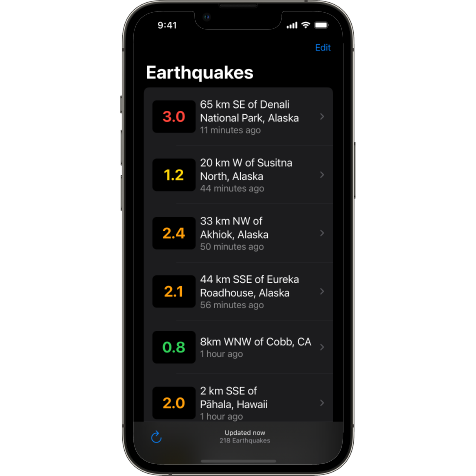 9:41
Edit
Earthquakes
3.0
65 km SE of Denali
National Park, Alaska
11 minutes ago
1.2
20 km W of Susitna
North, Alaska
44 minutes ago
2.4
33 km NW of
Akhiok, Alaska
50 minutes ago
2.1
44 km SSE of Eureka
Roadhouse, Alaska
56 minutes ago
0.8
8km WNW of Cobb, CA
1 hour ago
2.0
2 km SSE of
Pāhala, Hawaii
1 hour ago
Updated now
218 Earthquakes